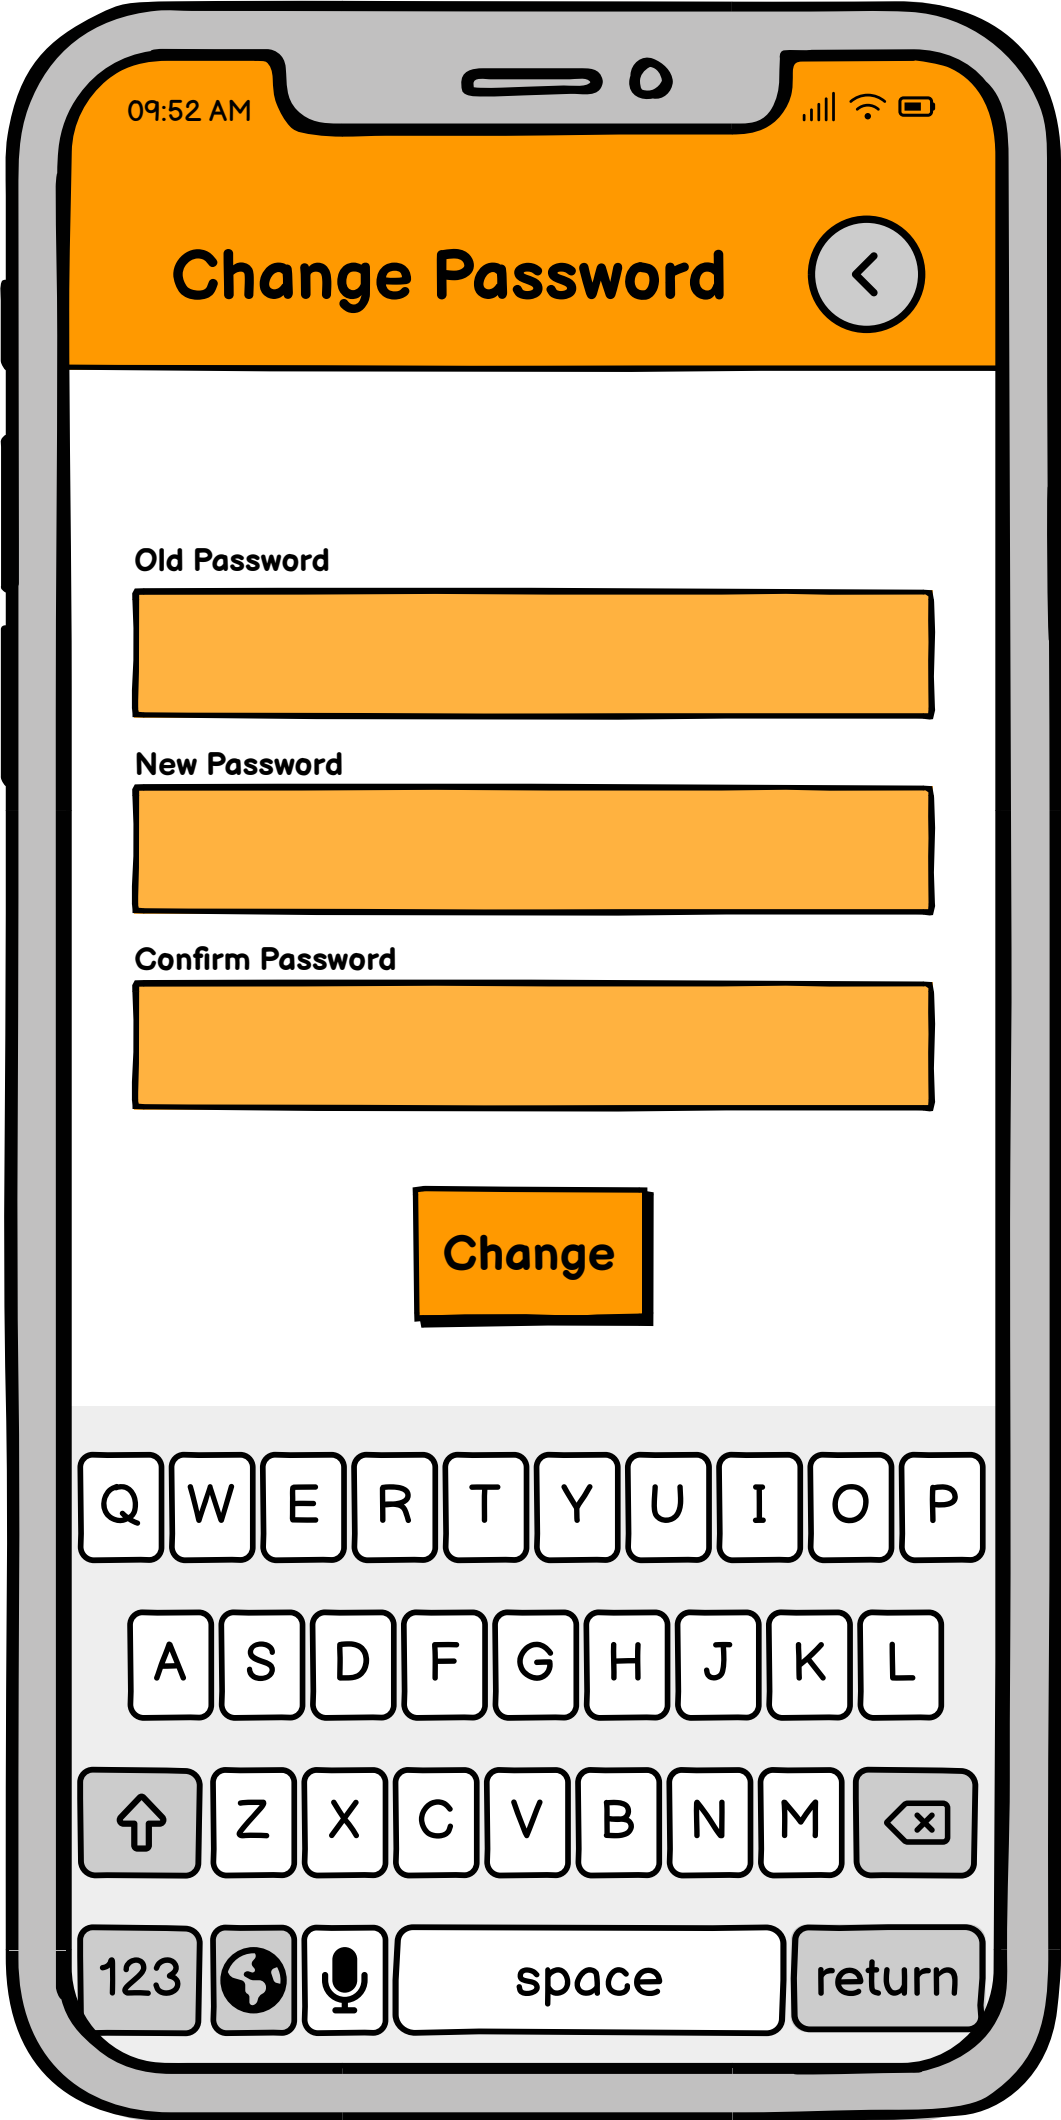 09:52 AM
Change Password
Old Password
New Password
Confirm Password
Change
Q W E R T Y U I O P
A S D F G H J K L
Z X C V B N M
123 space return